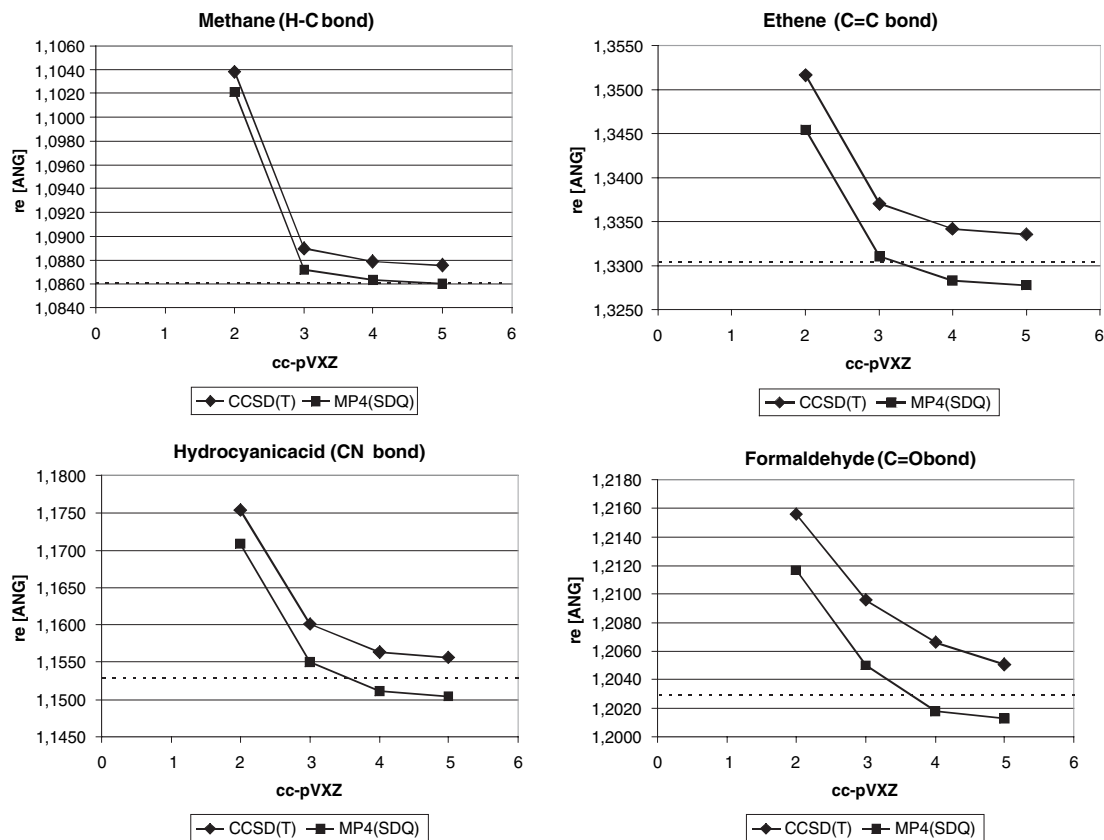 Methane (H-C bond)
re [ANG]
1,1060
1,1040
1,1020
1,1000
1,0980
1,0960
1,0940
1,0920
1,0900
1,0880
1,0860
1,0840
0 1 2 3 4 5 6
cc-pVXZ
CCSD(T) MP4(SDQ)
Ethene (C=C bond)
re [ANG]
1,3550
1,3500
1,3450
1,3400
1,3350
1,3300
1,3250
0 1 2 3 4 5 6
cc-pVXZ
CCSD(T) MP4(SDQ)
Hydrocyanicacid (CN bond)
re [ANG]
1,1800
1,1750
1,1700
1,1650
1,1600
1,1550
1,1500
1,1450
0 1 2 3 4 5 6
cc-pVXZ
CCSD(T) MP4(SDQ)
Formaldehyde (C=Obond)
re [ANG]
1,2180
1,2160
1,2140
1,2120
1,2100
1,2080
1,2060
1,2040
1,2020
1,2000
0 1 2 3 4 5 6
cc-pVXZ
CCSD(T) MP4(SDQ)